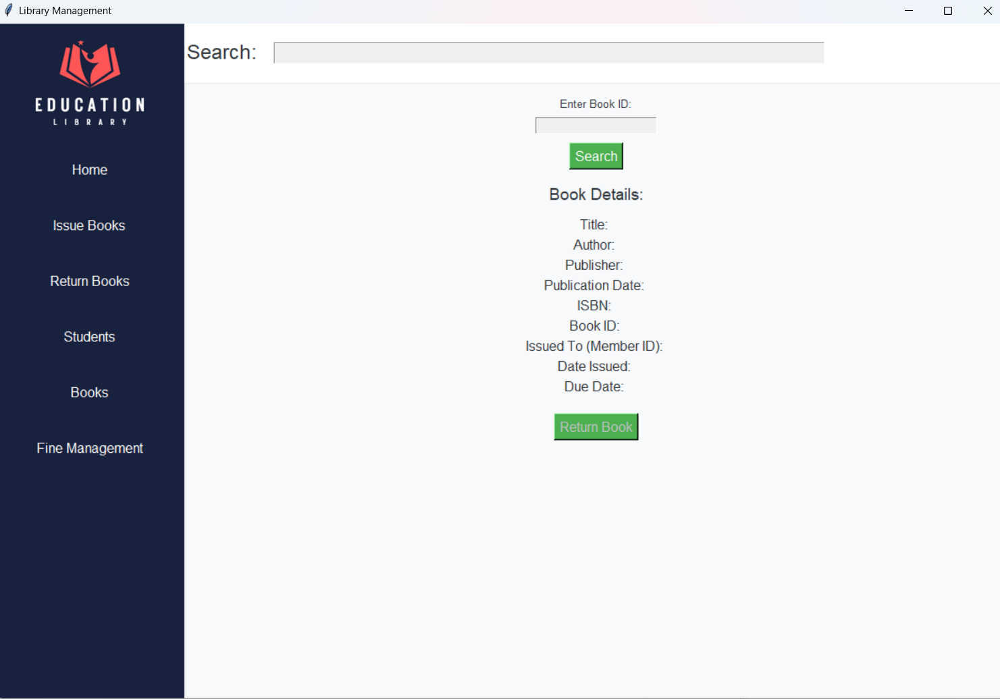 Library Management
EDUCATION
LIBRARY
Home
Issue Books
Return Books
Students
Books
Fine Management
Search:
Enter Book ID:
Search
Book Details:
Title:
Author:
Publisher:
Publication Date:
ISBN:
Book ID:
Issued To (Member ID):
Date Issued:
Due Date:
Return Book